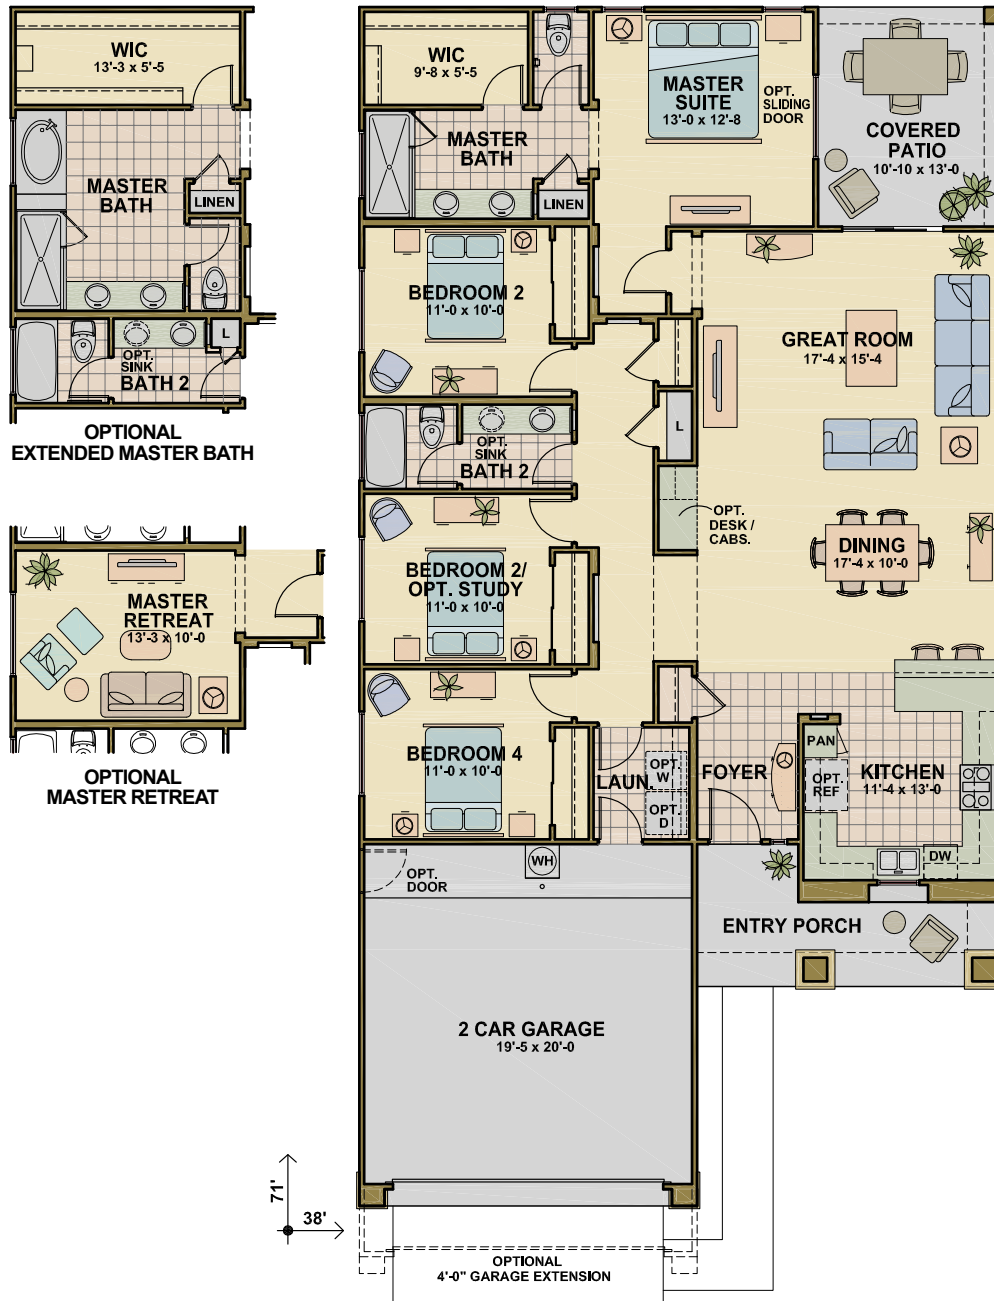 WIC
13'-3 x 5'-5
MASTER
BATH
LINEN
OPT.
SINK
BATH 2
L
OPTIONAL
EXTENDED MASTER BATH
MASTER
RETREAT
13'-3 x 10'-0
OPTIONAL
MASTER RETREAT
WIC
9'-8 x 5'-5
MASTER
BATH
LINEN
MASTER
SUITE
13'-0 x 12'-8
OPT.
SLIDING
DOOR
COVERED
PATIO
10'-10 x 13'-0
BEDROOM 2
11'-0 x 10'-0
GREAT ROOM
17'-4 x 15'-4
OPT.
SINK
BATH 2
L
OPT.
DESK /
CABS.
DINING
17'-4 x 10'-0
BEDROOM 2/
OPT. STUDY
11'-0 x 10'-0
BEDROOM 4
11'-0 x 10'-0
LAUN.
OPT.
W
OPT.
D
FOYER
PAN
OPT.
REF
KITCHEN
11'-4 x 13'-0
DW
OPT.
DOOR
WH
ENTRY PORCH
2 CAR GARAGE
19'-5 x 20'-0
71'
38'
OPTIONAL
4'-0" GARAGE EXTENSION